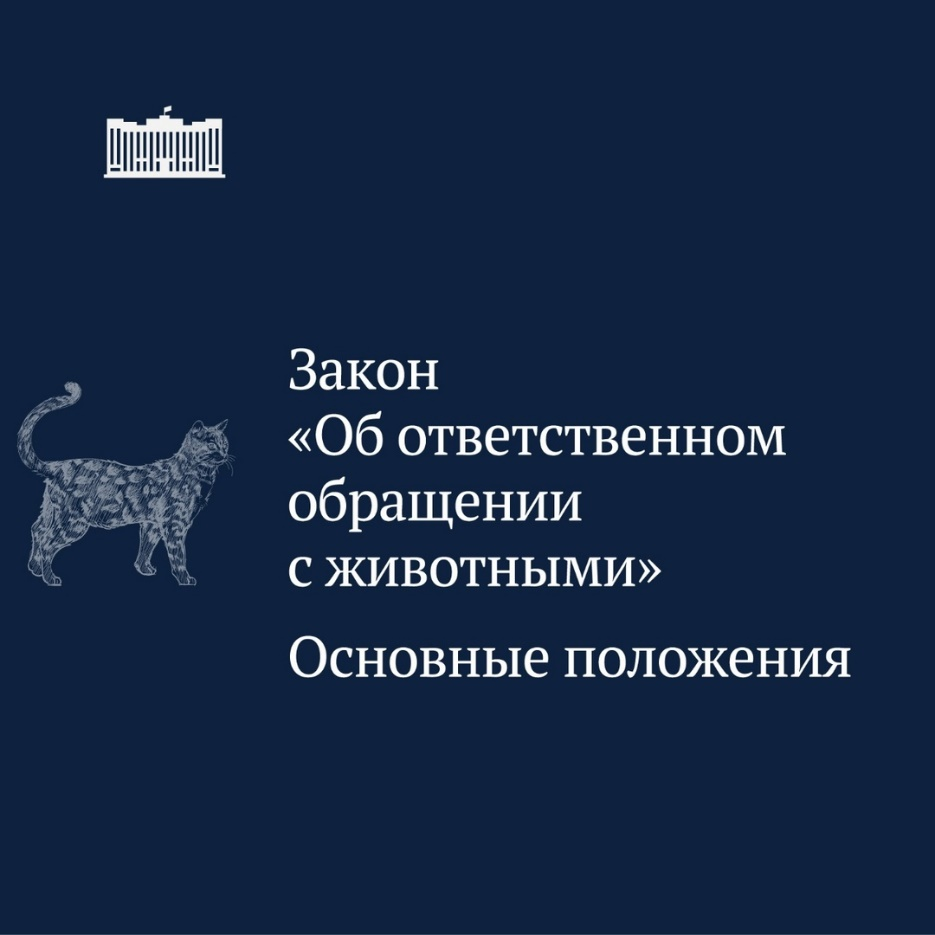 Закон
«Об ответственном
обращении
с животными»
Основные положения